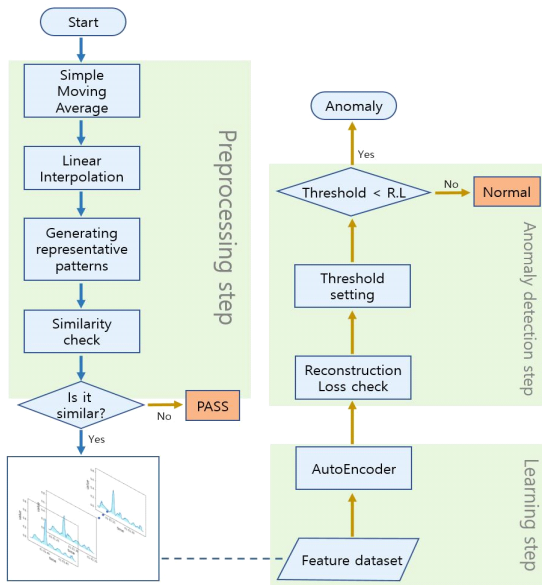 Start
Simple
Moving
Average
Linear
Interpolation
Generating
representative
patterns
Similarity
check
Preprocessing step
Is it
similar?
No
PASS
Yes
Anomaly
Yes
Threshold < R.L
No
Normal
Threshold
setting
Reconstruction
Loss check
Anomaly detection step
AutoEncoder
Feature dataset
Learning step